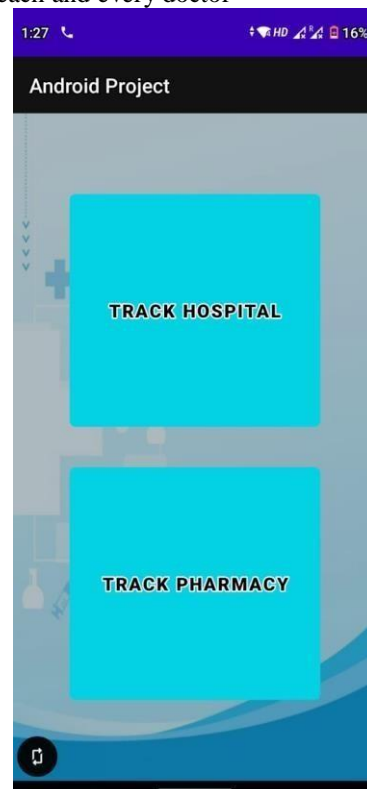 each and every doctor
1:27 HD R 16%
Android Project
TRACK HOSPITAL
TRACK PHARMACY